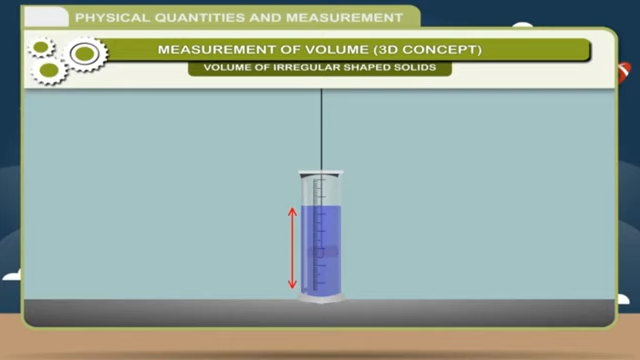 PHYSICAL QUANTITIES AND MEASUREMENT
MEASUREMENT OF VOLUME (3D CONCEPT)
VOLUME OF IRREGULAR SHAPED SOLIDS